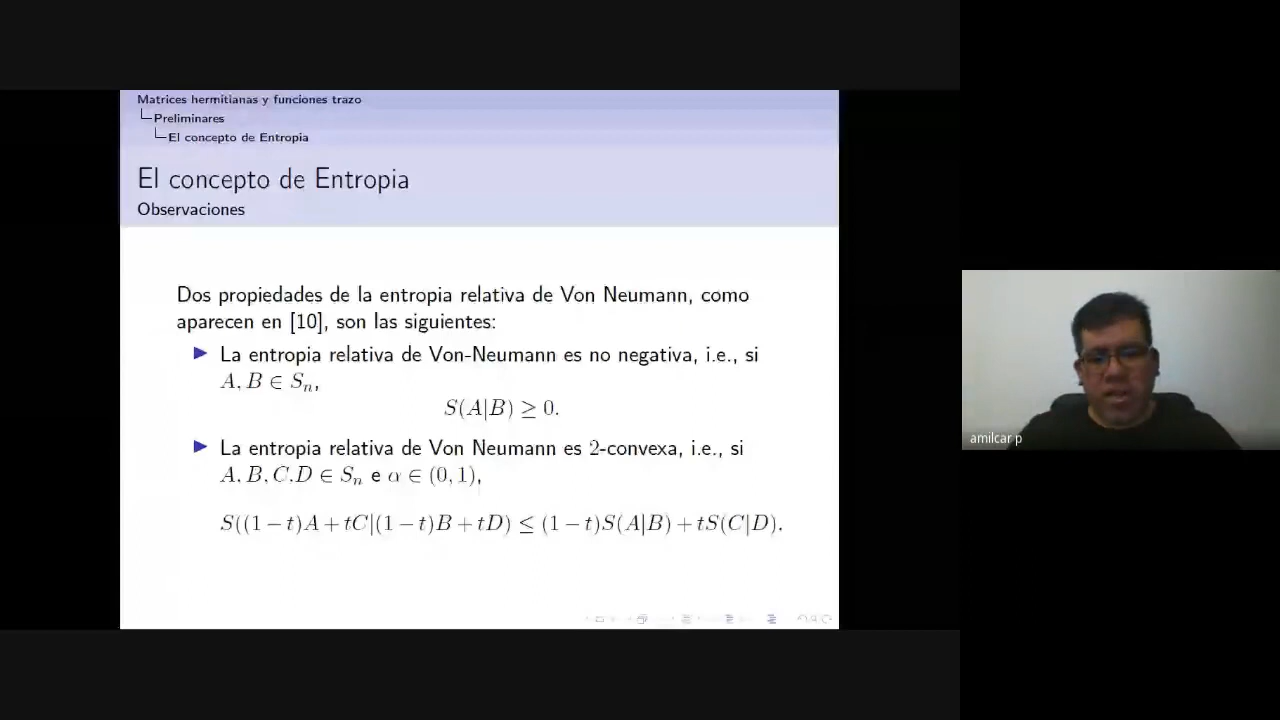 Matrices hermitianas y funciones trazo
Preliminares
El concepto de Entropia
El concepto de Entropia
Observaciones
Dos propiedades de la entropia relativa de Von Neumann, como
aparecen en [10], son las siguientes:
La entropia relativa de Von-Neumann es no negativa, i.e., si
A, B ∈ Sₙ,
S(A|B) ≥ 0.
La entropia relativa de Von Neumann es 2-convexa, i.e., si
A, B, C.D ∈ Sₙ e α ∈ (0, 1),
S((1 − t)A + tC|(1 − t)B + tD) ≤ (1 − t)S(A|B) + tS(C|D).
amilcar p